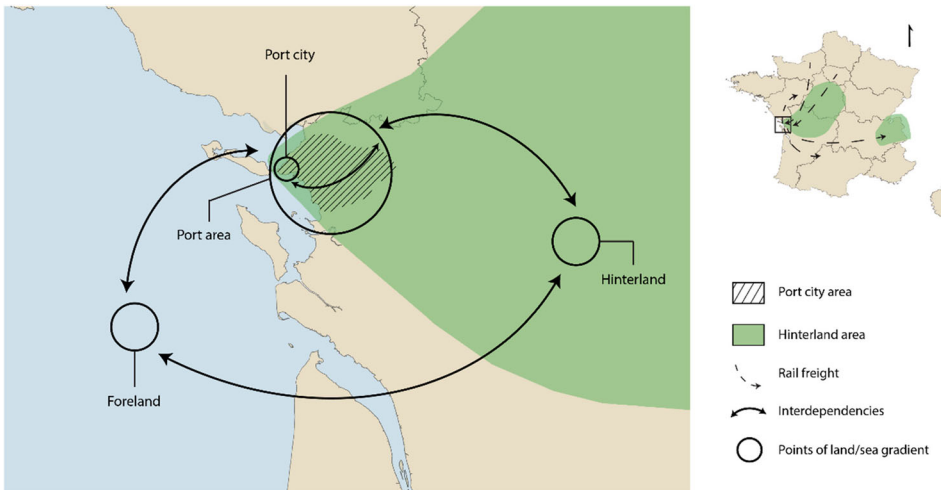 Port city
Port area
Hinterland
Foreland
Port city area
Hinterland area
Rail freight
Interdependencies
Points of land/sea gradient